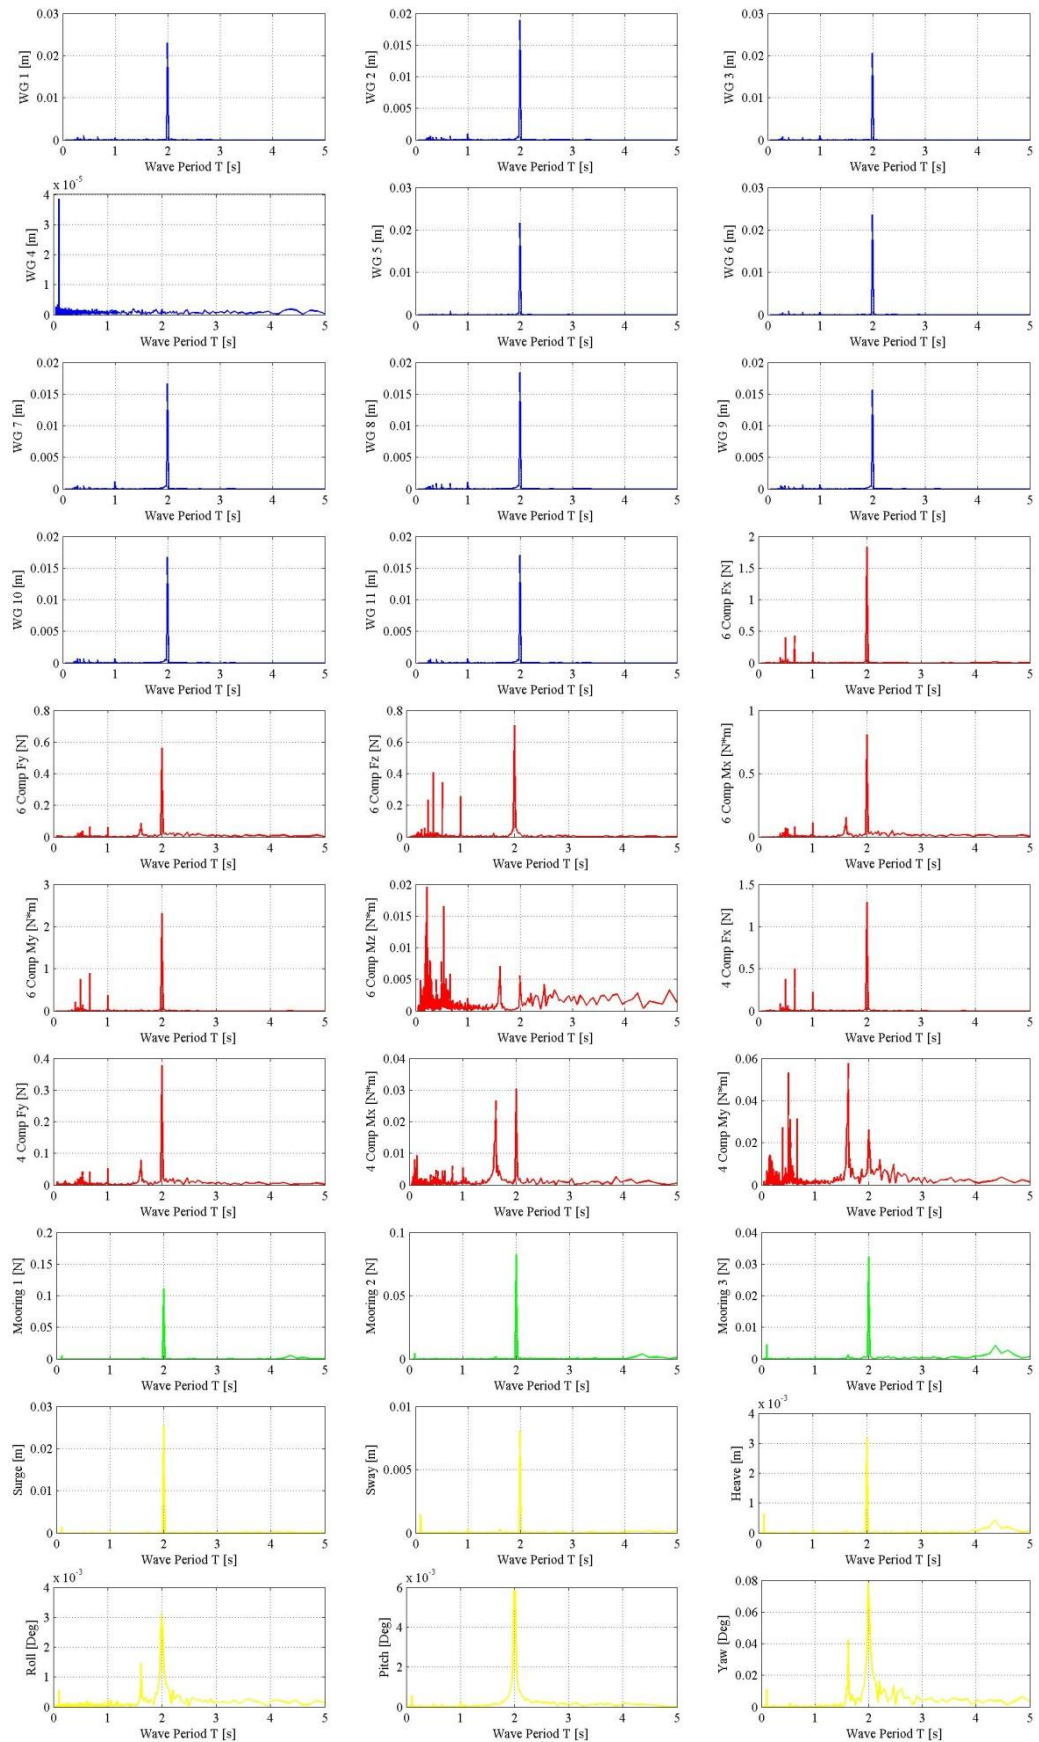 0.03
0.02
0.01
0
WG 1 [m]
0 1 2 3 4 5
Wave Period T [s]
0.02
0.015
0.01
0.005
0
WG 2 [m]
0 1 2 3 4 5
Wave Period T [s]
0.03
0.02
0.01
0
WG 3 [m]
0 1 2 3 4 5
Wave Period T [s]
x 10⁻⁵
4
3
2
1
0
WG 4 [m]
0 1 2 3 4 5
Wave Period T [s]
0.03
0.02
0.01
0
WG 5 [m]
0 1 2 3 4 5
Wave Period T [s]
0.03
0.02
0.01
0
WG 6 [m]
0 1 2 3 4 5
Wave Period T [s]
0.02
0.015
0.01
0.005
0
WG 7 [m]
0 1 2 3 4 5
Wave Period T [s]
0.02
0.015
0.01
0.005
0
WG 8 [m]
0 1 2 3 4 5
Wave Period T [s]
0.02
0.015
0.01
0.005
0
WG 9 [m]
0 1 2 3 4 5
Wave Period T [s]
0.02
0.015
0.01
0.005
0
WG 10 [m]
0 1 2 3 4 5
Wave Period T [s]
0.02
0.015
0.01
0.005
0
WG 11 [m]
0 1 2 3 4 5
Wave Period T [s]
2
1.5
1
0.5
0
6 Comp Fx [N]
0 1 2 3 4 5
Wave Period T [s]
0.8
0.6
0.4
0.2
0
6 Comp Fy [N]
0 1 2 3 4 5
Wave Period T [s]
0.8
0.6
0.4
0.2
0
6 Comp Fz [N]
0 1 2 3 4 5
Wave Period T [s]
1
0.5
0
6 Comp Mx [N*m]
0 1 2 3 4 5
Wave Period T [s]
3
2
1
0
6 Comp My [N*m]
0 1 2 3 4 5
Wave Period T [s]
0.02
0.015
0.01
0.005
0
6 Comp Mz [N*m]
0 1 2 3 4 5
Wave Period T [s]
1.5
1
0.5
0
4 Comp Fx [N]
0 1 2 3 4 5
Wave Period T [s]
0.4
0.3
0.2
0.1
0
4 Comp Fy [N]
0 1 2 3 4 5
Wave Period T [s]
0.04
0.03
0.02
0.01
0
4 Comp Mx [N*m]
0 1 2 3 4 5
Wave Period T [s]
0.06
0.04
0.02
0
4 Comp My [N*m]
0 1 2 3 4 5
Wave Period T [s]
0.2
0.15
0.1
0.05
0
Mooring 1 [N]
0 1 2 3 4 5
Wave Period T [s]
0.1
0.05
0
Mooring 2 [N]
0 1 2 3 4 5
Wave Period T [s]
0.04
0.03
0.02
0.01
0
Mooring 3 [N]
0 1 2 3 4 5
Wave Period T [s]
0.03
0.02
0.01
0
Surge [m]
0 1 2 3 4 5
Wave Period T [s]
0.01
0.005
0
Sway [m]
0 1 2 3 4 5
Wave Period T [s]
x 10⁻³
4
3
2
1
0
Heave [m]
0 1 2 3 4 5
Wave Period T [s]
x 10⁻³
4
3
2
1
0
Roll [Deg]
0 1 2 3 4 5
Wave Period T [s]
x 10⁻³
6
4
2
0
Pitch [Deg]
0 1 2 3 4 5
Wave Period T [s]
0.08
0.06
0.04
0.02
0
Yaw [Deg]
0 1 2 3 4 5
Wave Period T [s]